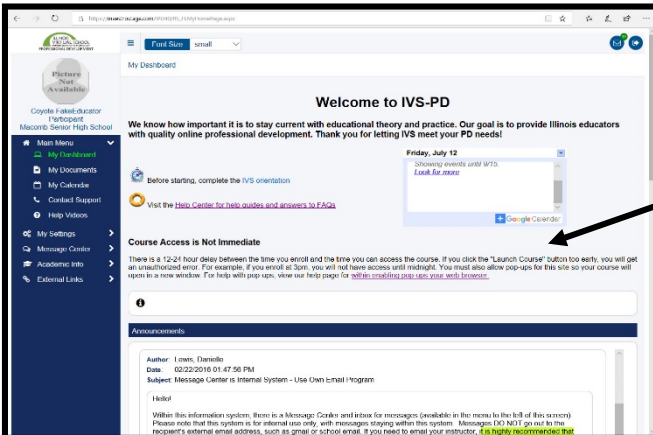 ILLINOIS
VIRTUAL SCHOOL
PROFESSIONAL DEVELOPMENT
Font Size small
My Dashboard
Picture
Not
Available
Coyote FakeEducator
Participant
Macomb Senior High School
Main Menu
My Dashboard
My Documents
My Calendar
Contact Support
Help Videos
My Settings
Message Center
Academic Info
External Links
Welcome to IVS-PD
We know how important it is to stay current with educational theory and practice. Our goal is to provide Illinois educators
with quality online professional development. Thank you for letting IVS meet your PD needs!
Before starting, complete the IVS orientation
Visit the Help Center for help guides and answers to FAQs
Friday, July 12
Showing events until 9/15.
Look for more
Google Calendar
Course Access is Not Immediate
There is a 12-24 hour delay between the time you enroll and the time you can access the course. If you click the "Launch Course" button too early, you will get
an unauthorized error. For example, if you enroll at 3pm, you will not have access until midnight. You must also allow pop-ups for this site so your course will
open in a new window. For help with pop-ups, view our help page for within enabling pop ups your web browser.
Announcements
Author: Lewis, Danielle
Date: 02/22/2016 01:47:56 PM
Subject: Message Center is Internal System - Use Own Email Program
Hello!
Within this information system, there is a Message Center and inbox for messages (available in the menu to the left of this screen).
Please note that this system is for internal use only, with messages staying within this system. Messages DO NOT go out to the
recipient's external email address, such as gmail or school email. If you need to email your instructor, it is highly recommended that